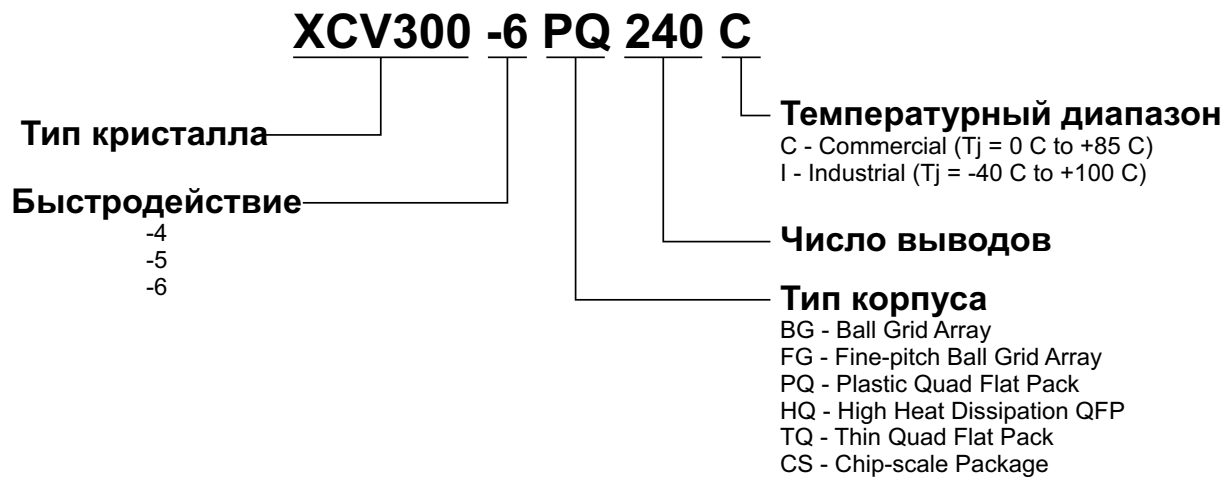 XCV300 -6 PQ 240 C
Тип кристалла
Быстродействие
-4
-5
-6
Температурный диапазон
C - Commercial (Tj = 0 C to +85 C)
I - Industrial (Tj = -40 C to +100 C)
Число выводов
Тип корпуса
BG - Ball Grid Array
FG - Fine-pitch Ball Grid Array
PQ - Plastic Quad Flat Pack
HQ - High Heat Dissipation QFP
TQ - Thin Quad Flat Pack
CS - Chip-scale Package